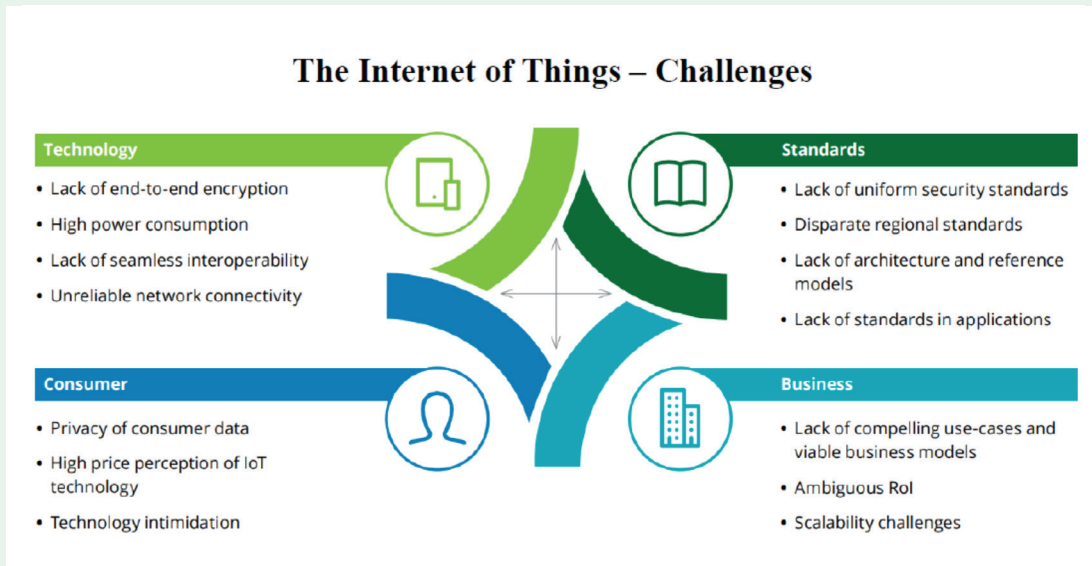 The Internet of Things – Challenges
Technology
• Lack of end-to-end encryption
• High power consumption
• Lack of seamless interoperability
• Unreliable network connectivity
Standards
• Lack of uniform security standards
• Disparate regional standards
• Lack of architecture and reference
models
• Lack of standards in applications
Consumer
• Privacy of consumer data
• High price perception of IoT
technology
• Technology intimidation
Business
• Lack of compelling use-cases and
viable business models
• Ambiguous RoI
• Scalability challenges